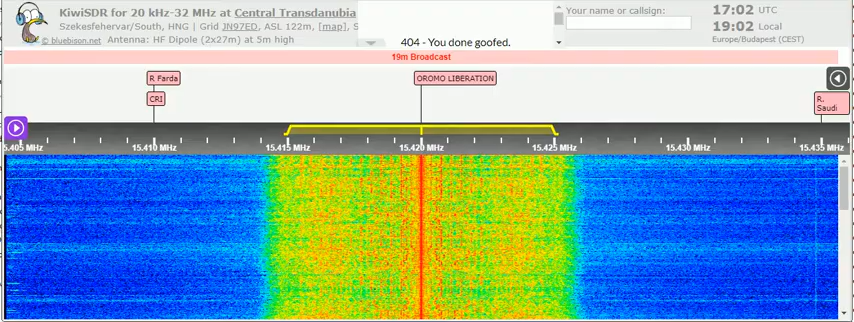 KiwiSDR for 20 kHz-32 MHz at Central Transdanubia
Szekesfehervar/South, HNG | Grid JN97ED, ASL 122m, [map], S
© bluebison.net Antenna: HF Dipole (2x27m) at 5m high
404 - You done goofed.
Your name or callsign:
17:02 UTC
19:02 Local
Europe/Budapest (CEST)
19m Broadcast
R Farda
OROMO LIBERATION
CRI
R. Saudi
5.405 MHz 15.410 MHz 15.415 MHz 15.420 MHz 15.425 MHz 15.430 MHz 15.435 MHz